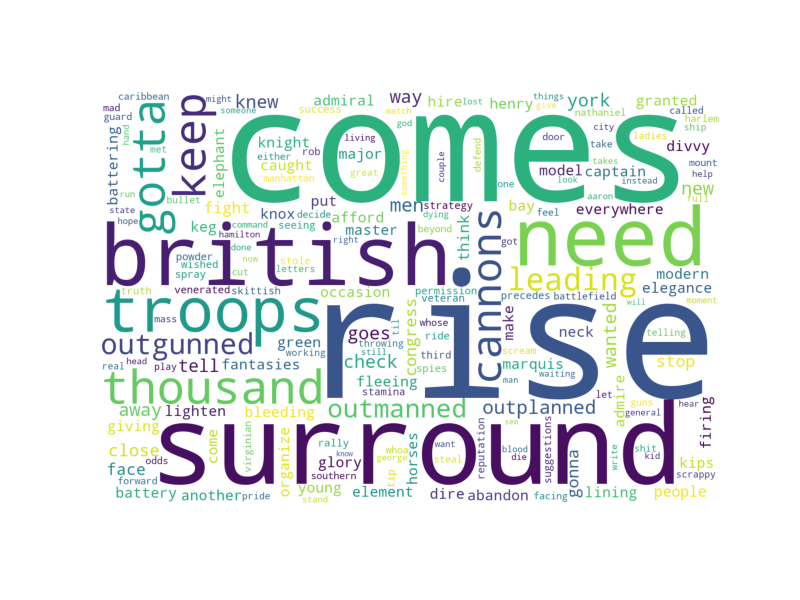 caribbean
might
someone
knew
admiral
success
way
hire
lost
henry
york
things
give
granted
called
harlem
mad
guard
hand
met
gotta
keep
battering
elephant
knight
either
caught
rob
god
watch
living
major
great
manhattan
comes
something
couple
defend
model
door
city
take
takes
captain
nathaniel
ladies
ship
divvy
mount
help
run
bullet
fight
put
men
strategy
bay
one
look
aaron
instead
new
full
state
hope
keg
knox
decide
afford
dying
feel
everywhere
hamilton
command
seeing
master
beyond
think
british
cannons
need
powder
done
now
right
got
spray
wished
cut
stole
letters
permission
leading
modern
truth
venerated
skittish
occasion
veteran
precedes
battlefield
elegance
will
moment
troops
mass
rise
congress
til
whose
make
neck
wanted
telling
outgunned
green
working
goes
ride
scream
stop
real
head
play
tell
fantasies
throwing
still
check
third
spies
marquis
man
waiting
thousand
fleeing
stamina
let
guns
general
hear
away
lighten
bleeding
outmanned
outplanned
admire
firing
giving
close
come
virginian
organize
rally
whoa
want
see
blood
die
reputation
suggestions
write
shit
kid
kips
scrappy
surround
face
odds
forward
glory
know
george
steal
tip
horses
gonna
battery
another
pride
southern
young
stand
element
dire
abandon
facing
lining
people